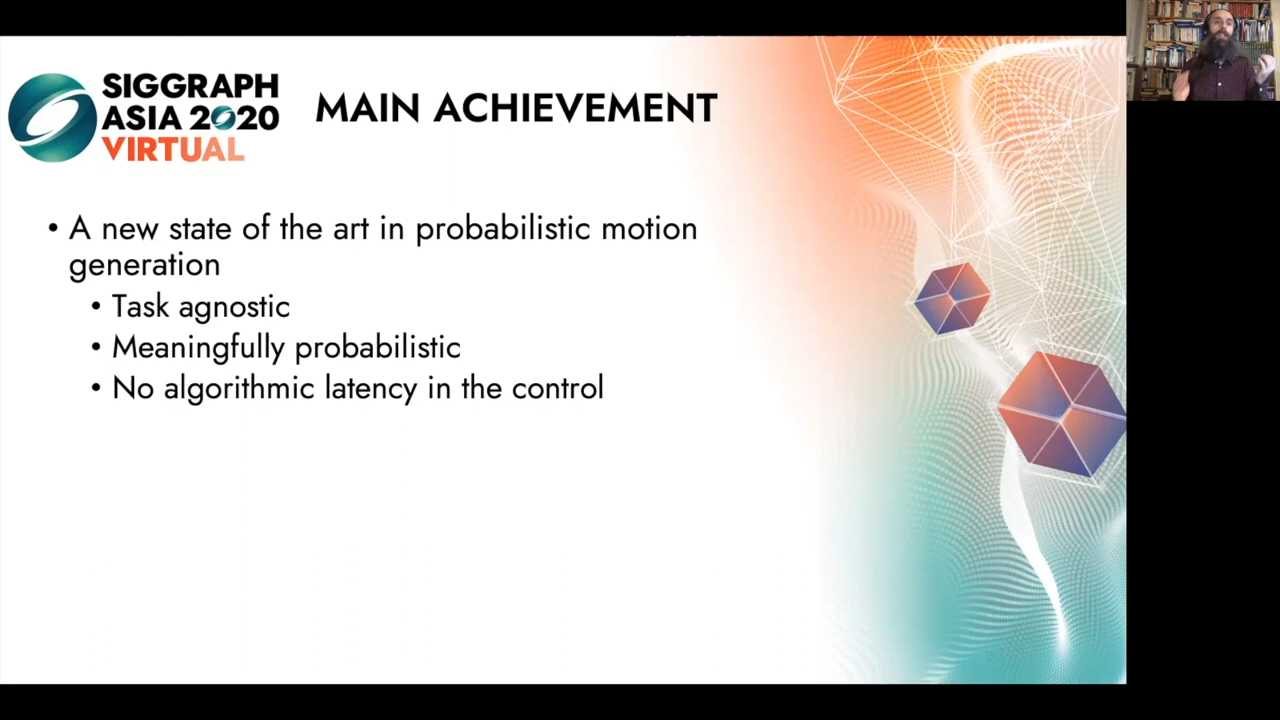 SIGGRAPH
ASIA 2020
VIRTUAL
MAIN ACHIEVEMENT
• A new state of the art in probabilistic motion
generation
• Task agnostic
• Meaningfully probabilistic
• No algorithmic latency in the control